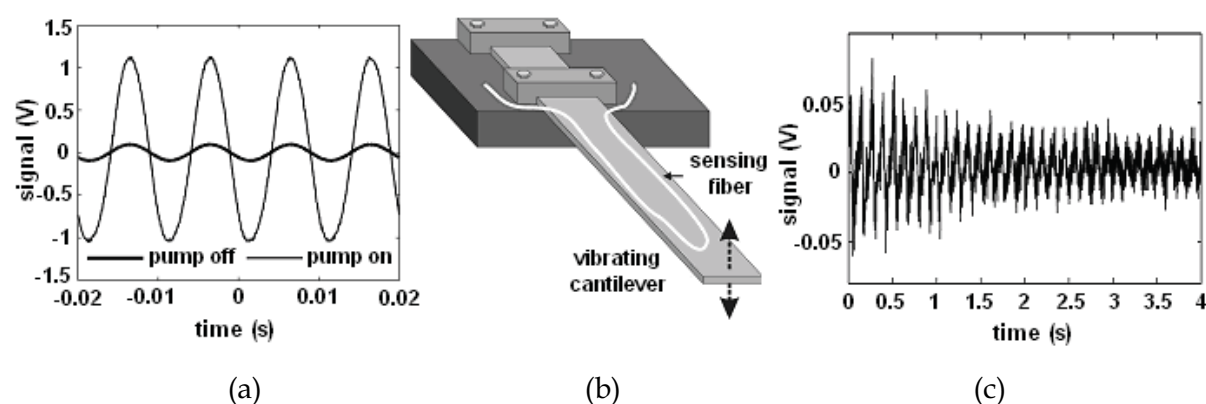 1.5
1
0.5
0
-0.5
-1
-1.5
signal (V)
pump off
pump on
-0.02
-0.01
0
0.01
0.02
time (s)
(a)
sensing
fiber
vibrating
cantilever
(b)
0.05
0
-0.05
signal (V)
0 0.5 1 1.5 2 2.5 3 3.5 4
time (s)
(c)